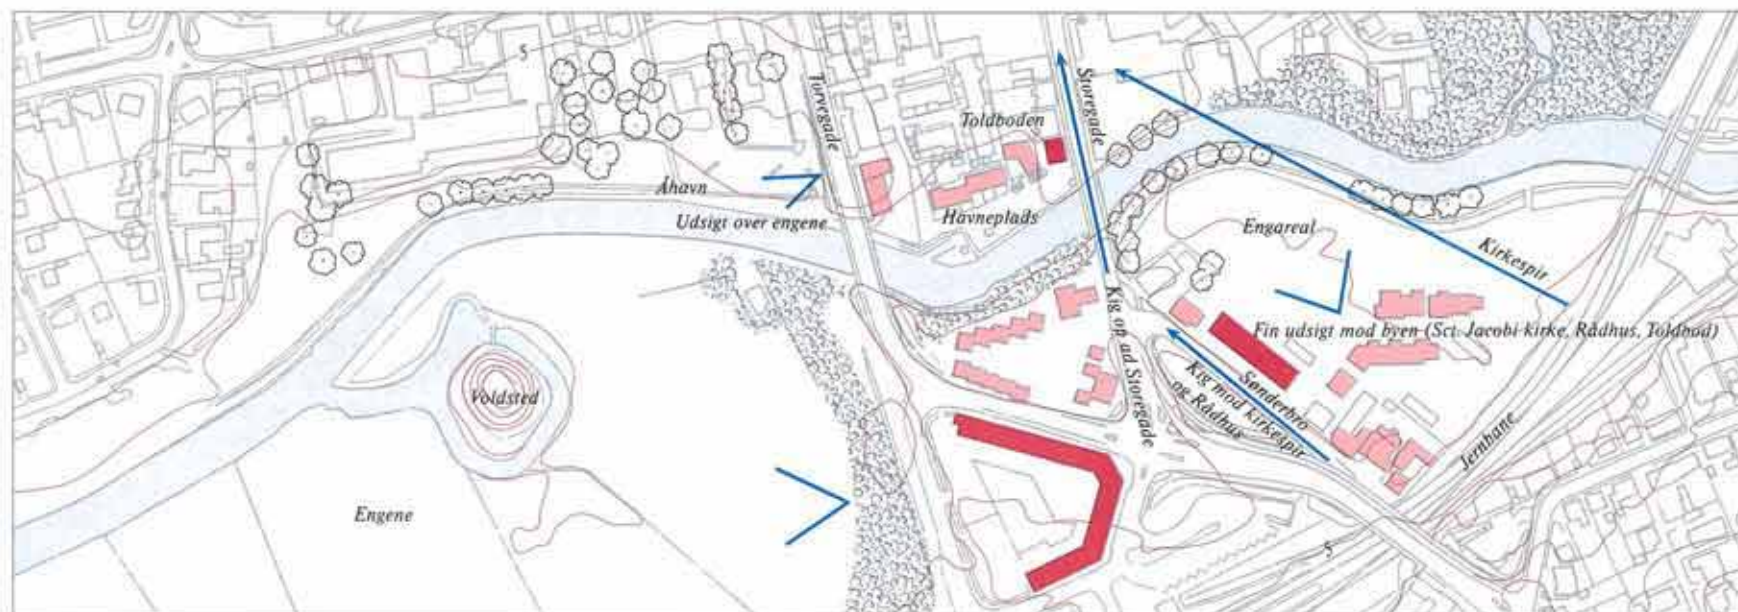 5
Torvegade
Storegade
Toldboden
Åhavn
Udsigt over engene
Havneplads
Engareal
Kirkespir
Kig op ad Storegade
Fin udsigt mod byen (Sct. Jacobi kirke, Rådhus, Toldbod)
Sønderbro
Kig mod kirkespir
og Rådhus
Voldsted
Jernbane
Engene
5